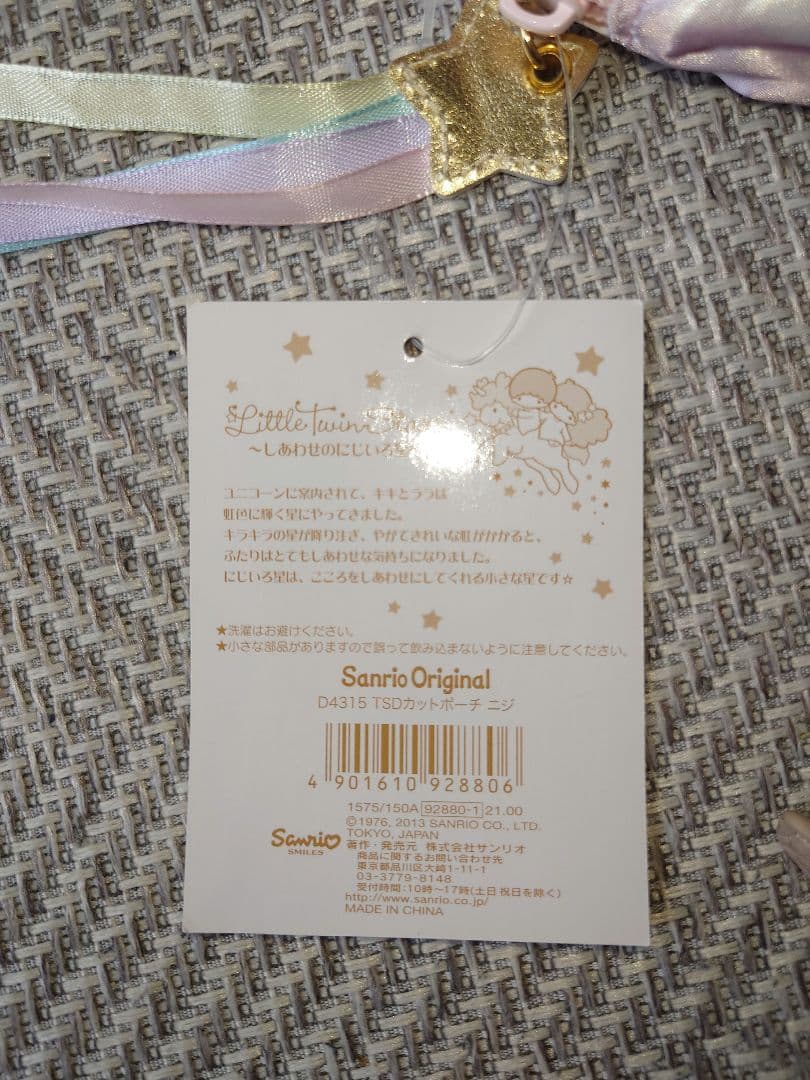 Little Twin
～しあわせのにじいろ
ユニコーンに案内されて、キキとララは
虹色に輝く星にやってきました。
キラキラの星が降り注ぎ、やがてきれいな虹がかかると、
ふたりはとてもしあわせな気持ちになりました。
にじいろ星は、こころをしあわせにしてくれる小さな星です☆
★洗濯はお避けください。
★小さな部品がありますので誤って飲み込まないように注意してください。
Sanrio Original
D4315 TSDカットポーチ ニジ
4 901610 928806
1575/150A 92880-1 21.00
©1976, 2013 SANRIO CO., LTD.
TOKYO, JAPAN
Sanrio
SMILES
著作・発売元 株式会社サンリオ
商品に関するお問い合わせ先
東京都品川区大崎1-11-1
03-3779-8148
受付時間:10時～17時(土日祝日を除く)
http://www.sanrio.co.jp/
MADE IN CHINA